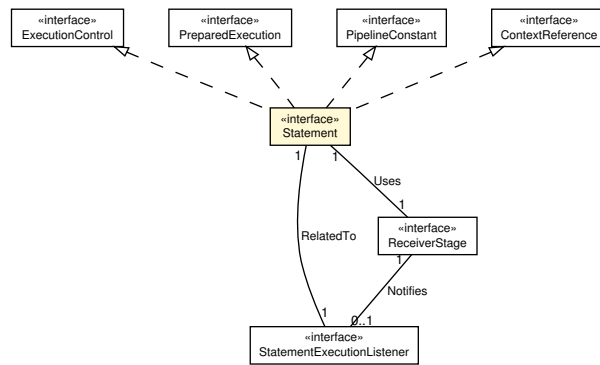 «interface»
ExecutionControl
«interface»
PreparedExecution
«interface»
PipelineConstant
«interface»
ContextReference
«interface»
Statement
1
1
Uses
1
«interface»
ReceiverStage
RelatedTo
1
Notifies
1
0..1
«interface»
StatementExecutionListener